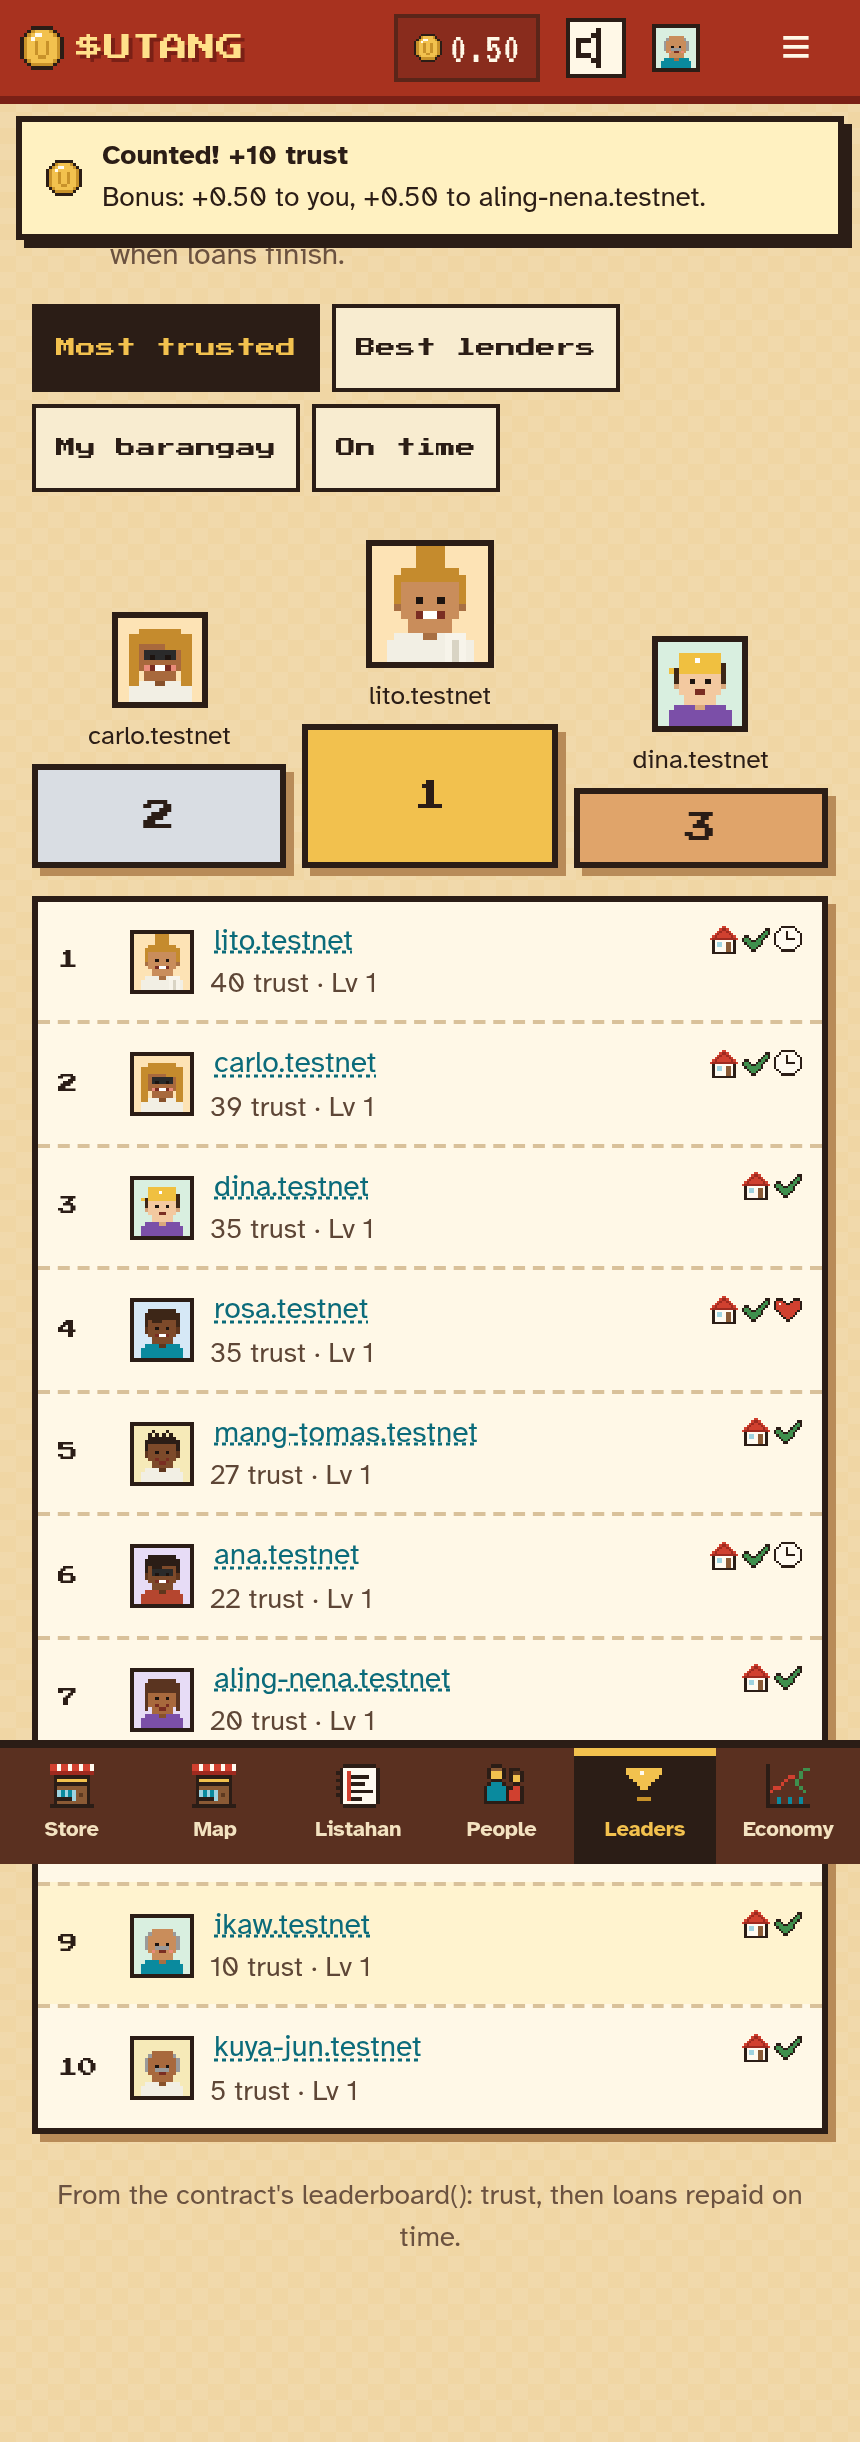 $UTANG
0.50
Counted! +10 trust
Bonus: +0.50 to you, +0.50 to aling-nena.testnet.
when loans finish.
Most trusted
Best lenders
My barangay
On time
lito.testnet
carlo.testnet
dina.testnet
1
2
3
1
lito.testnet
40 trust · Lv 1
2
carlo.testnet
39 trust · Lv 1
3
dina.testnet
35 trust · Lv 1
4
rosa.testnet
35 trust · Lv 1
5
mang-tomas.testnet
27 trust · Lv 1
6
ana.testnet
22 trust · Lv 1
7
aling-nena.testnet
20 trust · Lv 1
Store
Map
Listahan
People
Leaders
Economy
9
ikaw.testnet
10 trust · Lv 1
10
kuya-jun.testnet
5 trust · Lv 1
From the contract's leaderboard(): trust, then loans repaid on
time.